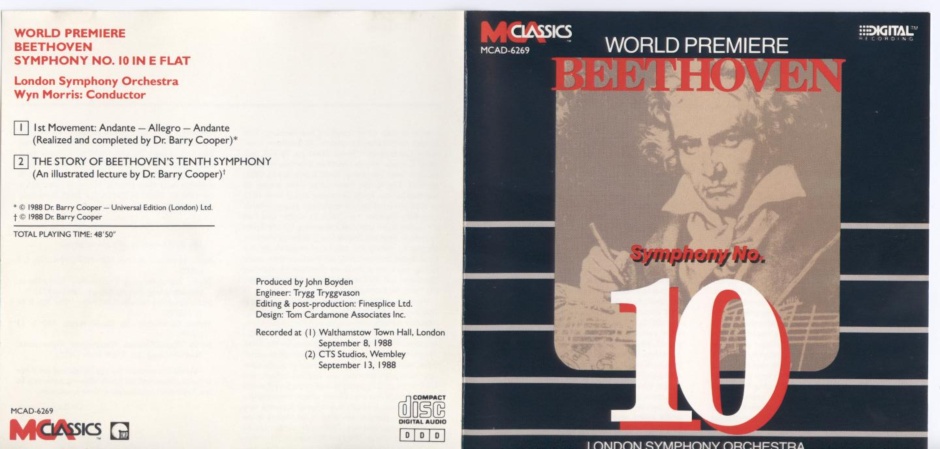 WORLD PREMIERE
BEETHOVEN
SYMPHONY NO. 10 IN E FLAT
London Symphony Orchestra
Wyn Morris: Conductor
1 1st Movement: Andante — Allegro — Andante
(Realized and completed by Dr. Barry Cooper)*
2 THE STORY OF BEETHOVEN'S TENTH SYMPHONY
(An illustrated lecture by Dr. Barry Cooper)†
* © 1988 Dr. Barry Cooper — Universal Edition (London) Ltd.
† © 1988 Dr. Barry Cooper
TOTAL PLAYING TIME: 48'50"
Produced by John Boyden
Engineer: Trygg Tryggvason
Editing & post-production: Finesplice Ltd.
Design: Tom Cardamone Associates Inc.
Recorded at (1) Walthamstow Town Hall, London
September 8, 1988
(2) CTS Studios, Wembley
September 13, 1988
MCAD-6269
MCA CLASSICS
COMPACT
disc
DIGITAL AUDIO
D D D
MCA CLASSICS
MCAD-6269
DIGITAL™
RECORDING
WORLD PREMIERE
BEETHOVEN
Symphony No.
10
LONDON SYMPHONY ORCHESTRA